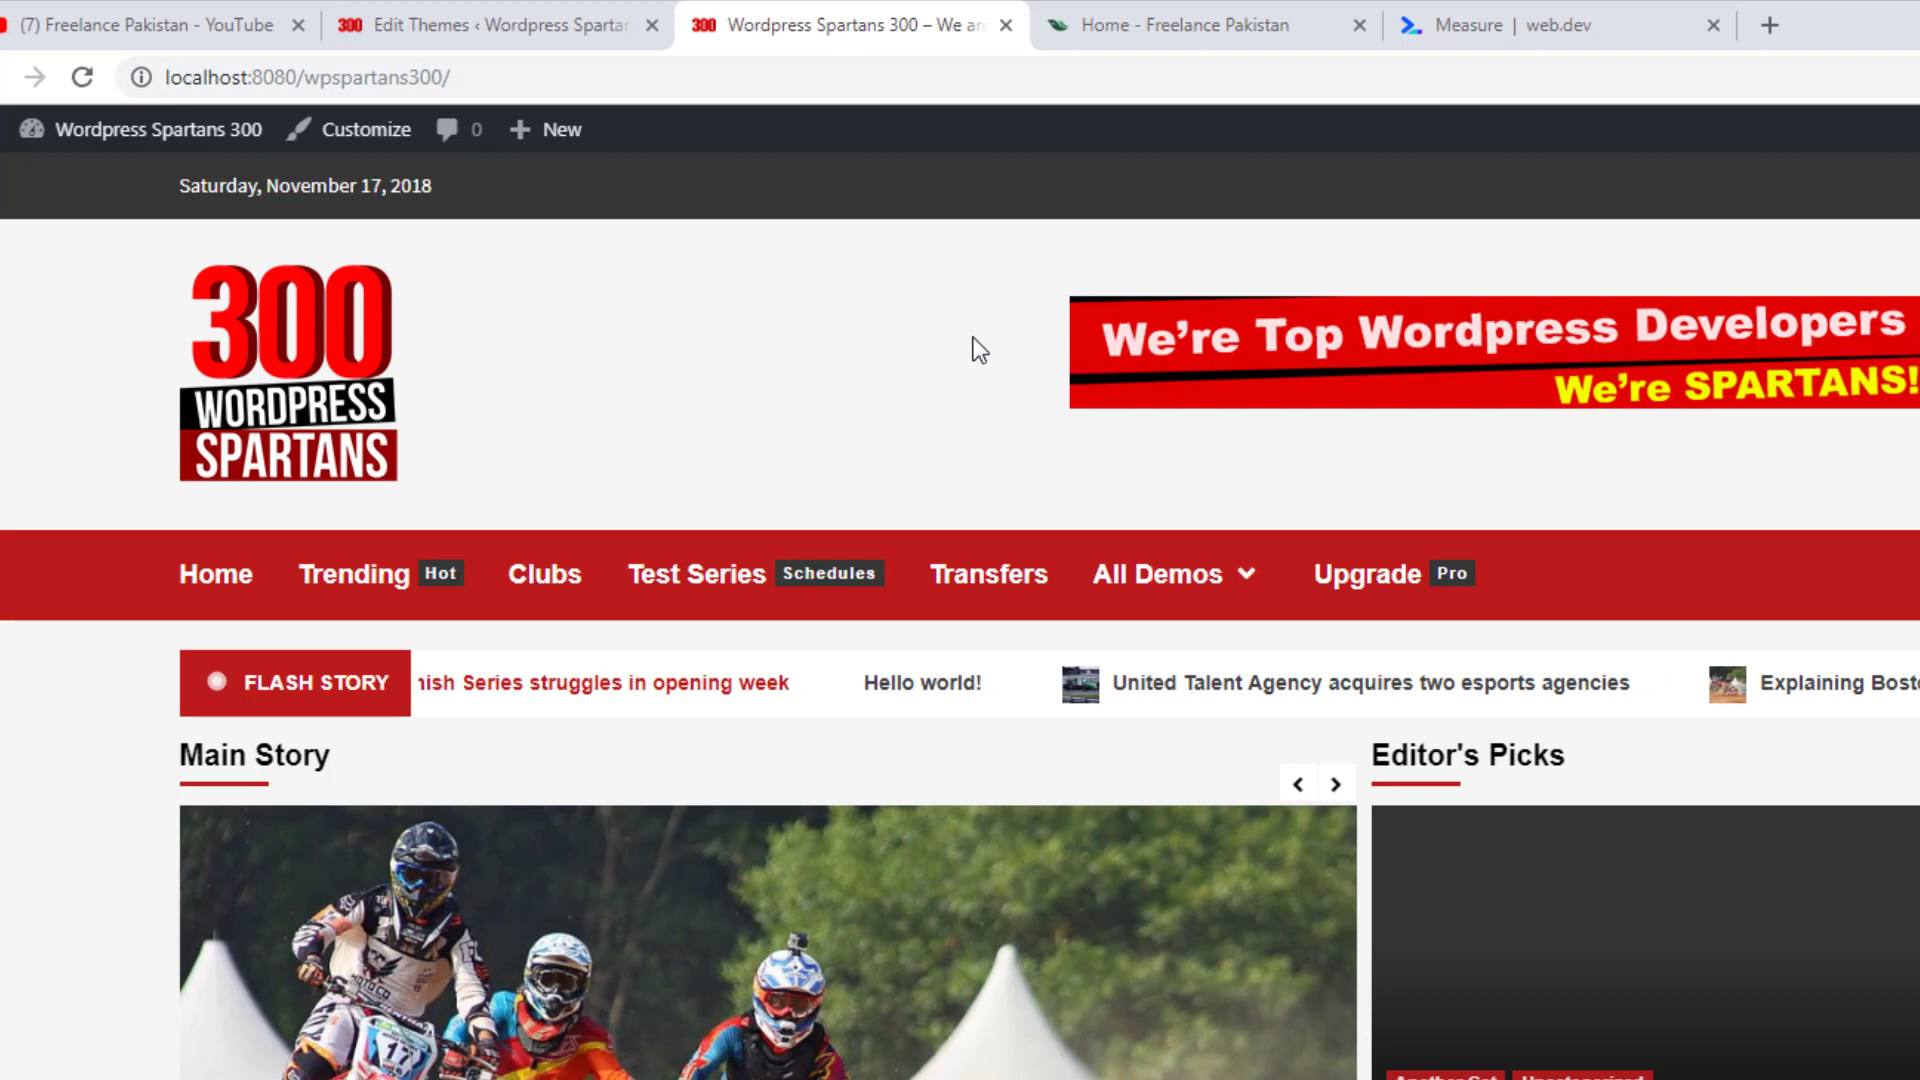 (7) Freelance Pakistan - YouTube
300 Edit Themes ‹ Wordpress Spartan
300 Wordpress Spartans 300 – We are
Home - Freelance Pakistan
Measure | web.dev
localhost:8080/wpspartans300/
Wordpress Spartans 300 Customize 0 New
Saturday, November 17, 2018
300
WORDPRESS
SPARTANS
We're Top Wordpress Developers
We're SPARTANS!
Home Trending Hot Clubs Test Series Schedules Transfers All Demos Upgrade Pro
FLASH STORY nish Series struggles in opening week Hello world! United Talent Agency acquires two esports agencies Explaining Bost
Main Story
Editor's Picks
17
Another Cat Uncategorized